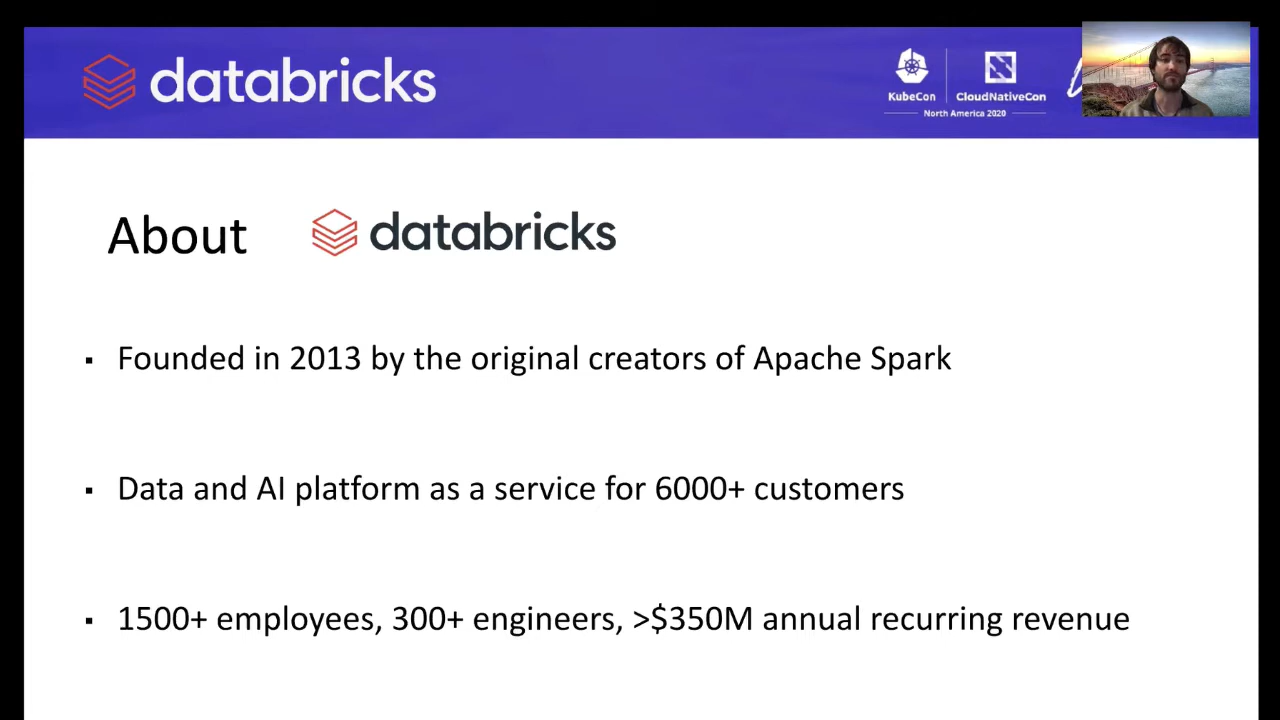 databricks
KubeCon
CloudNativeCon
North America 2020
About databricks
▪ Founded in 2013 by the original creators of Apache Spark
▪ Data and AI platform as a service for 6000+ customers
▪ 1500+ employees, 300+ engineers, >$350M annual recurring revenue